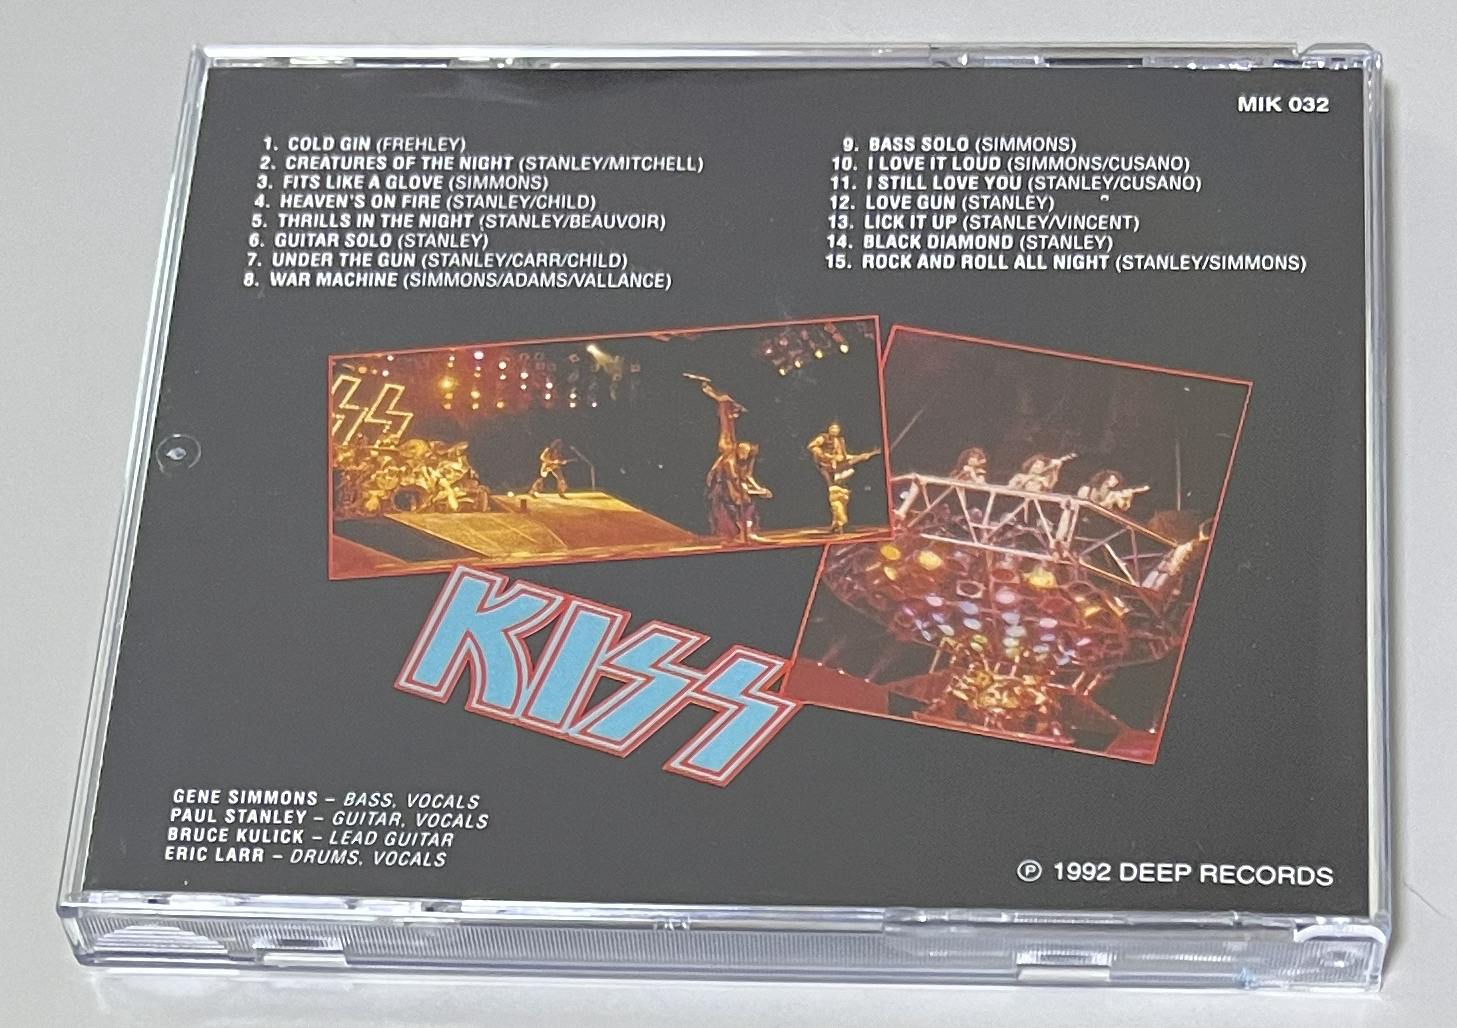 MIK 032
1. COLD GIN (FREHLEY)
2. CREATURES OF THE NIGHT (STANLEY/MITCHELL)
3. FITS LIKE A GLOVE (SIMMONS)
4. HEAVEN'S ON FIRE (STANLEY/CHILD)
5. THRILLS IN THE NIGHT (STANLEY/BEAUVOIR)
6. GUITAR SOLO (STANLEY)
7. UNDER THE GUN (STANLEY/CARR/CHILD)
8. WAR MACHINE (SIMMONS/ADAMS/VALLANCE)
9. BASS SOLO (SIMMONS)
10. I LOVE IT LOUD (SIMMONS/CUSANO)
11. I STILL LOVE YOU (STANLEY/CUSANO)
12. LOVE GUN (STANLEY)
13. LICK IT UP (STANLEY/VINCENT)
14. BLACK DIAMOND (STANLEY)
15. ROCK AND ROLL ALL NIGHT (STANLEY/SIMMONS)
SS
KISS
GENE SIMMONS – BASS, VOCALS
PAUL STANLEY – GUITAR, VOCALS
BRUCE KULICK – LEAD GUITAR
ERIC LARR – DRUMS, VOCALS
℗ 1992 DEEP RECORDS